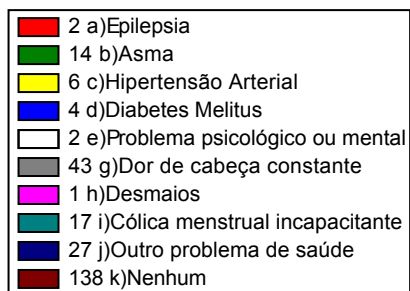 2 a)Epilepsia
14 b)Asma
6 c)Hipertensão Arterial
4 d)Diabetes Melitus
2 e)Problema psicológico ou mental
43 g)Dor de cabeça constante
1 h)Desmaios
17 i)Cólica menstrual incapacitante
27 j)Outro problema de saúde
138 k)Nenhum